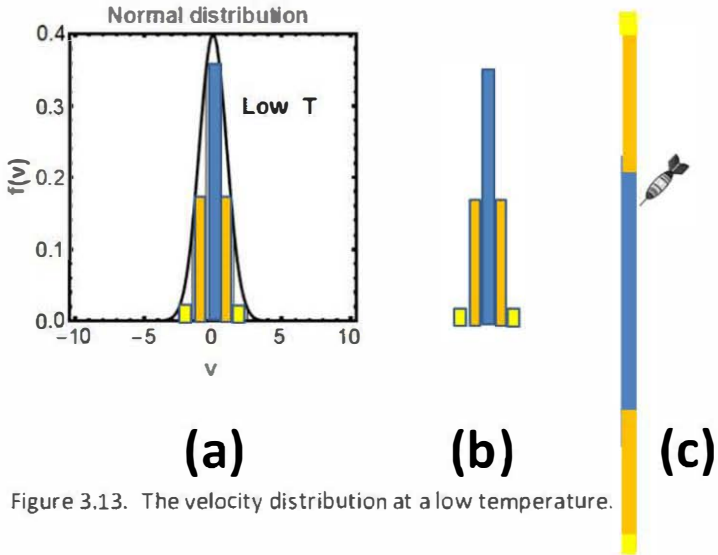 Normal distribution
0.4
0.3
0.2
0.1
0.0
f(v)
Low T
−10 −5 0 5 10
v
(a) (b) (c)
Figure 3.13. The velocity distribution at a low temperature.